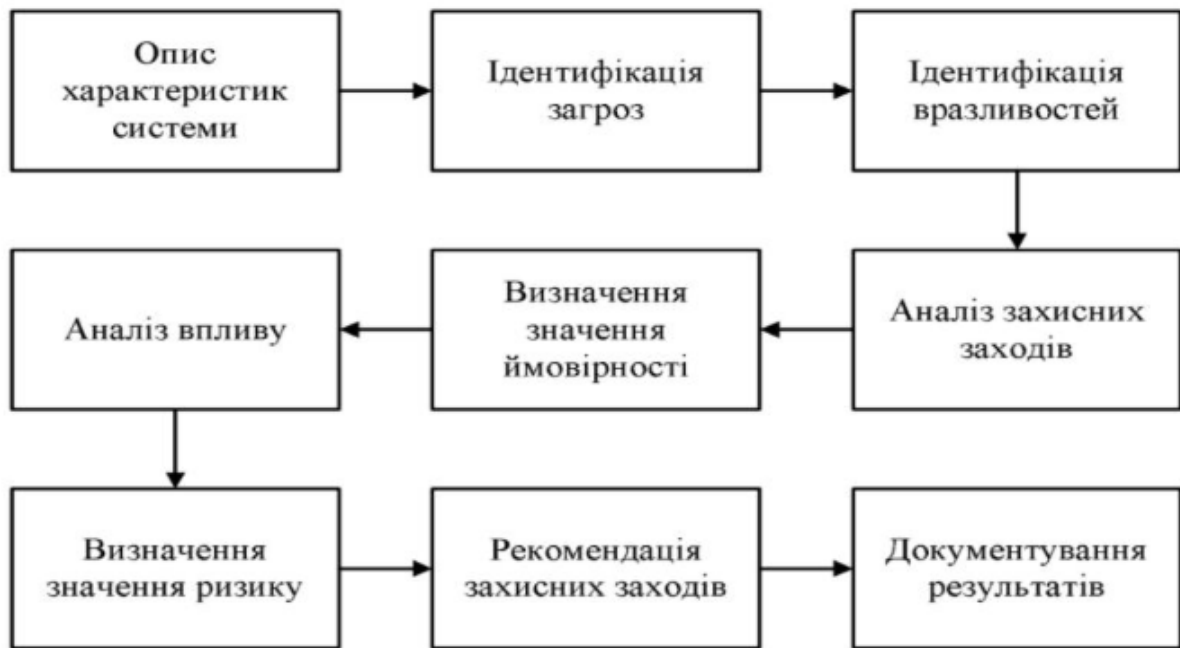 Опис
характеристик
системи
Ідентифікація
загроз
Ідентифікація
вразливостей
Аналіз захисних
заходів
Визначення
значення
ймовірності
Аналіз впливу
Визначення
значення ризику
Рекомендація
захисних заходів
Документування
результатів